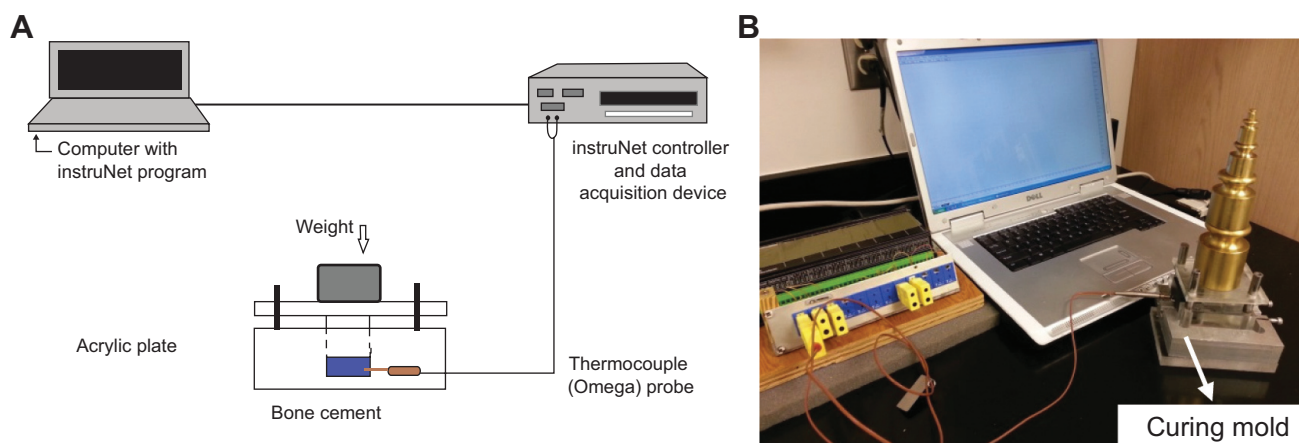 A
Computer with
instruNet program
instruNet controller
and data
acquisition device
Weight
Acrylic plate
Thermocouple
(Omega) probe
Bone cement
B
DELL
Curing mold